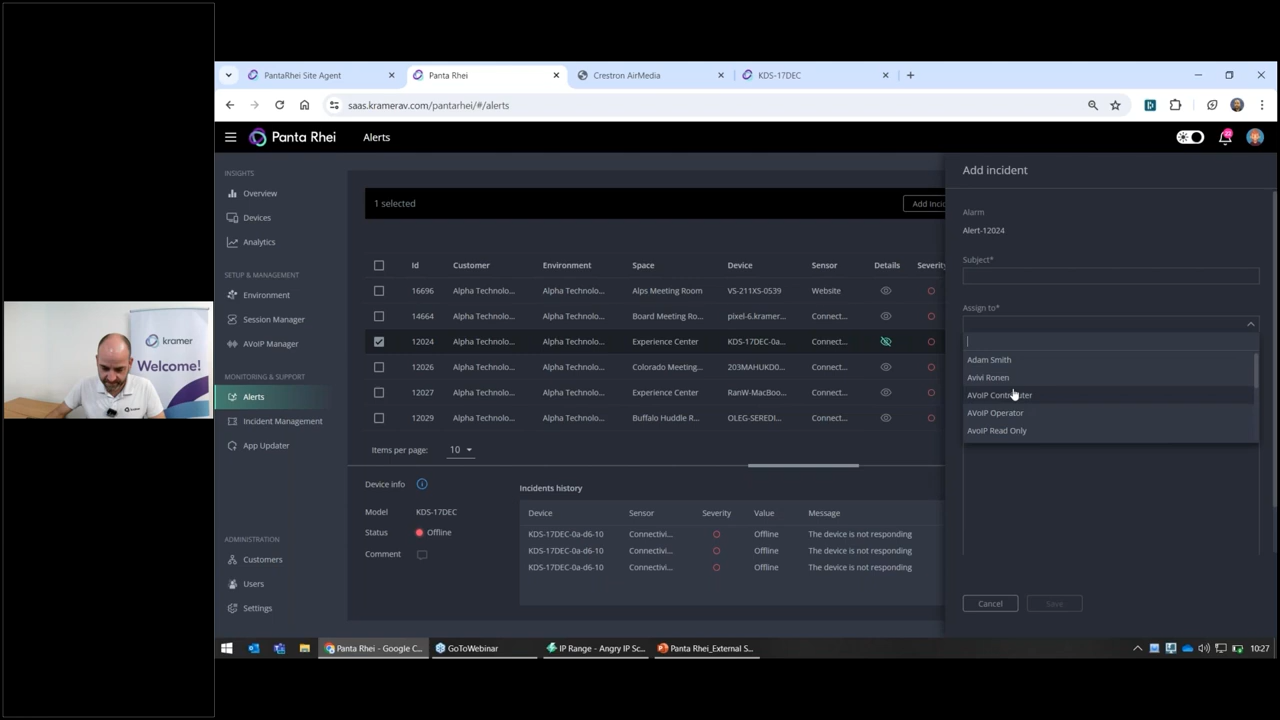 PantaRhei Site Agent
Panta Rhei
Crestron AirMedia
KDS-17DEC
saas.kramerav.com/pantarhei/#/alerts
Panta Rhei
Alerts
22
INSIGHTS
Overview
Devices
Analytics
SETUP & MANAGEMENT
Environment
Session Manager
AVoIP Manager
MONITORING & SUPPORT
Alerts
Incident Management
App Updater
ADMINISTRATION
Customers
Users
Settings
1 selected
Add Incid
Id Customer Environment Space Device Sensor Details Severity
16696 Alpha Technolo... Alpha Technolo... Alps Meeting Room VS-211XS-0539 Website
14664 Alpha Technolo... Alpha Technolo... Board Meeting Ro... pixel-6.kramer... Connect...
12024 Alpha Technolo... Alpha Technolo... Experience Center KDS-17DEC-0a... Connect...
12026 Alpha Technolo... Alpha Technolo... Colorado Meeting... 203MAHUKD0... Connect...
12027 Alpha Technolo... Alpha Technolo... Experience Center RanW-MacBoo... Connect...
12029 Alpha Technolo... Alpha Technolo... Buffalo Huddle R... OLEG-SEREDI... Connect...
Items per page: 10
Device info
Model KDS-17DEC
Status Offline
Comment
Incidents history
Device Sensor Severity Value Message
KDS-17DEC-0a-d6-10 Connectivi... Offline The device is not responding
KDS-17DEC-0a-d6-10 Connectivi... Offline The device is not responding
KDS-17DEC-0a-d6-10 Connectivi... Offline The device is not responding
Add incident
Alarm
Alert-12024
Subject*
Assign to*
Adam Smith
Avivi Ronen
AVoIP
AVoIP Operator
AvoIP Read Only
Cancel
Save
kramer
Welcome!
Panta Rhei - Google C...
GoToWebinar
IP Range - Angry IP Sc...
Panta Rhei_External S...
10:27